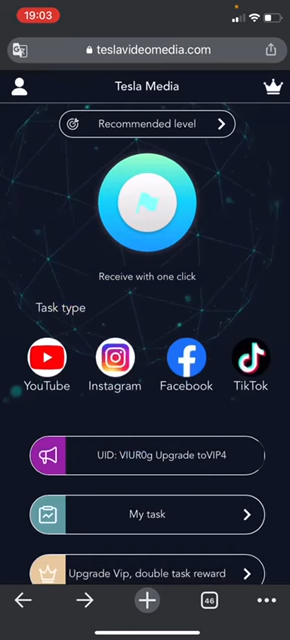 19:03
teslavideomedia.com
Tesla Media
Recommended level
Receive with one click
Task type
YouTube
Instagram
Facebook
TikTok
UID: VIUR0g Upgrade toVIP4
My task
Upgrade Vip, double task reward
46